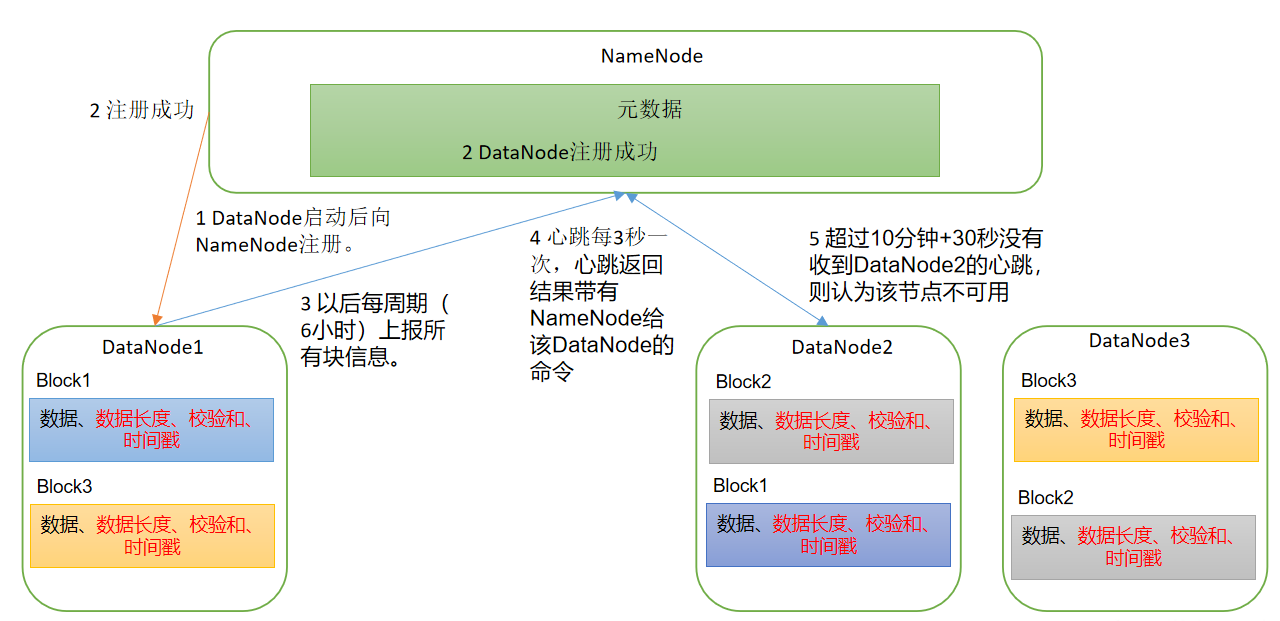 NameNode
元数据
2 DataNode注册成功
2 注册成功
1 DataNode启动后向
NameNode注册。
3 以后每周期（
6小时）上报所
有块信息。
4 心跳每3秒一
次，心跳返回
结果带有
NameNode给
该DataNode的
命令
5 超过10分钟+30秒没有
收到DataNode2的心跳，
则认为该节点不可用
DataNode1
Block1
数据、数据长度、校验和、
时间戳
Block3
数据、数据长度、校验和、
时间戳
DataNode2
Block2
数据、数据长度、校验和、
时间戳
Block1
数据、数据长度、校验和、
时间戳
DataNode3
Block3
数据、数据长度、校验和、
时间戳
Block2
数据、数据长度、校验和、
时间戳